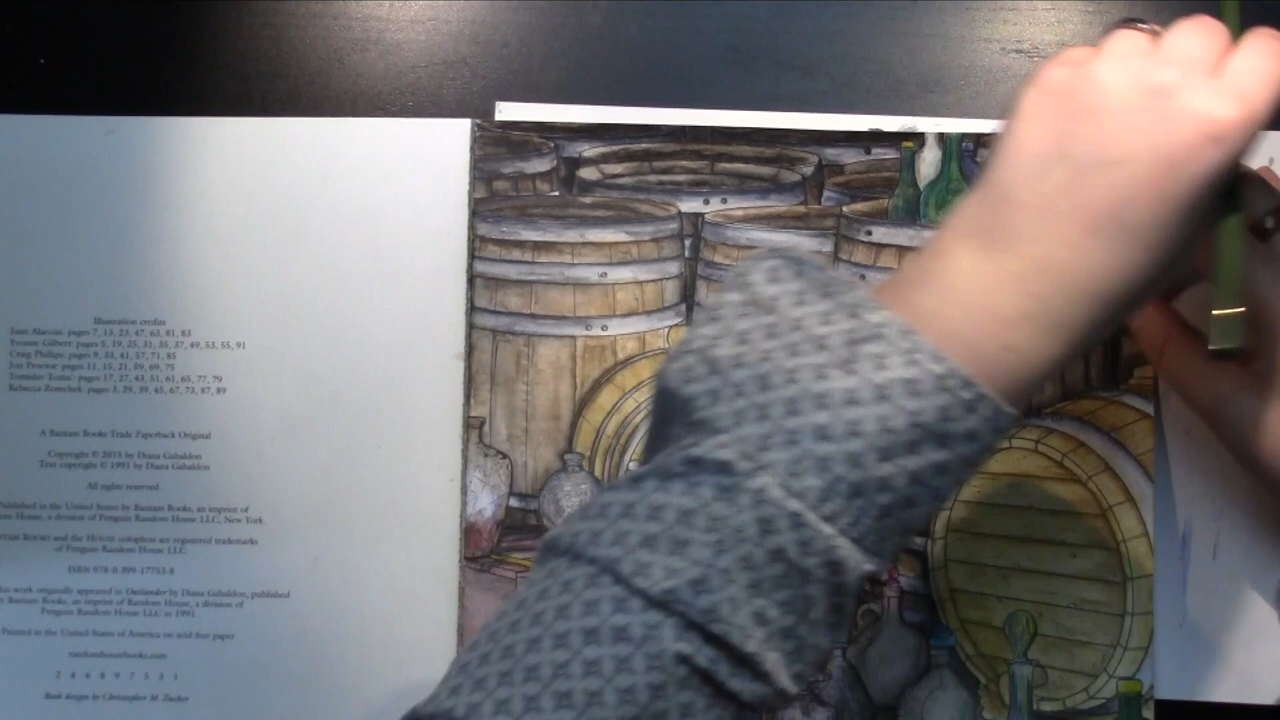 Illustration credits
Juan Alarcón: pages 7, 13, 23, 47, 63, 81, 83
Yvonne Gilbert: pages 5, 19, 25, 31, 35, 37, 49, 53, 55, 91
Craig Phillips: pages 9, 33, 41, 57, 71, 85
Jon Proctor: pages 11, 15, 21, 59, 69, 75
Tomislav Tomić: pages 17, 27, 43, 51, 61, 65, 77, 79
Rebecca Zomchek: pages 3, 29, 39, 45, 67, 73, 87, 89
A Bantam Books Trade Paperback Original
Copyright © 2015 by Diana Gabaldon
Text copyright © 1991 by Diana Gabaldon
All rights reserved.
Published in the United States by Bantam Books, an imprint of
House, a division of Penguin Random House LLC, New York.
BOOKS and the HOUSE colophon are registered trademarks
of Penguin Random House LLC
ISBN 978-0-399-17753-8
work originally appeared in Outlander by Diana Gabaldon, published
Bantam Books, an imprint of Random House, a division of
Penguin Random House LLC in 1991.
Printed in the United States of America on acid-free paper
randomhousebooks.com
2 4 6 8 9 7 5 3 1
Book design by Christopher M. Zucker